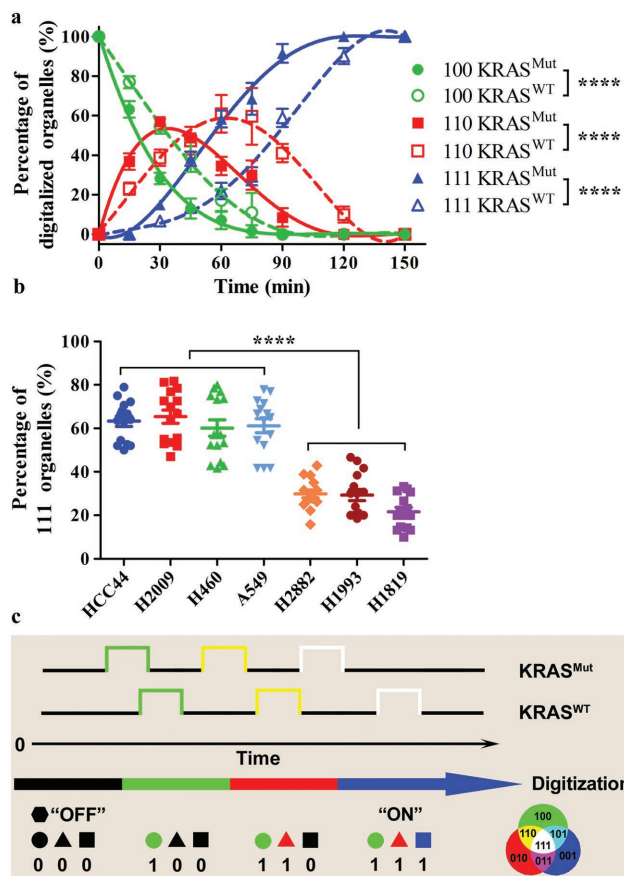 a
Percentage of
digitalized organelles (%)
100
80
60
40
20
0
0 30 60 90 120 150
Time (min)
100 KRASMut
100 KRASWT
****
110 KRASMut
110 KRASWT
****
111 KRASMut
111 KRASWT
****
b
Percentage of
111 organelles (%)
100
80
60
40
20
0
****
HCC44 H2009 H460 A549 H2882 H1993 H1819
c
KRASMut
KRASWT
0
Time
Digitization
"OFF" "ON"
0 0 0 1 0 0 1 1 0 1 1 1
100
110 101
111
010 011 001